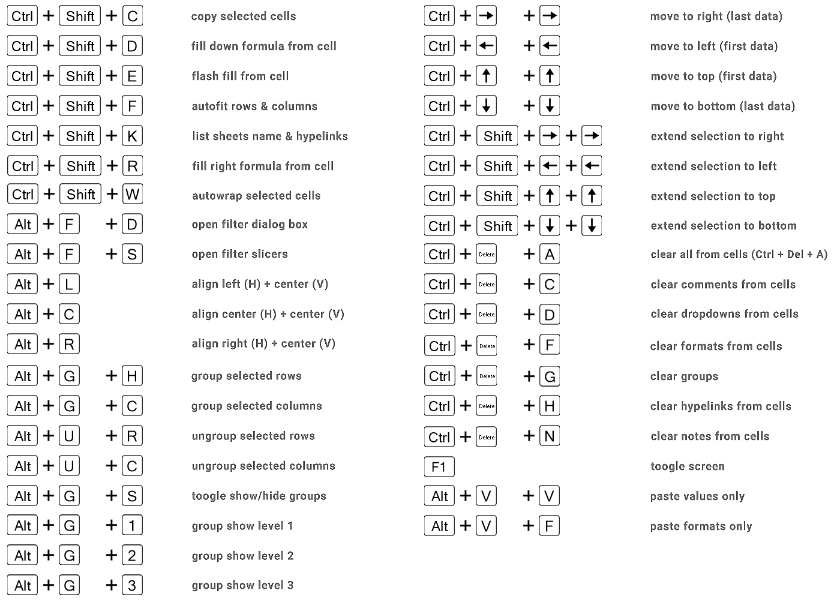 Ctrl + Shift + C copy selected cells
Ctrl + Shift + D fill down formula from cell
Ctrl + Shift + E flash fill from cell
Ctrl + Shift + F autofit rows & columns
Ctrl + Shift + K list sheets name & hypelinks
Ctrl + Shift + R fill right formula from cell
Ctrl + Shift + W autowrap selected cells
Alt + F + D open filter dialog box
Alt + F + S open filter slicers
Alt + L align left (H) + center (V)
Alt + C align center (H) + center (V)
Alt + R align right (H) + center (V)
Alt + G + H group selected rows
Alt + G + C group selected columns
Alt + U + R ungroup selected rows
Alt + U + C ungroup selected columns
Alt + G + S toogle show/hide groups
Alt + G + 1 group show level 1
Alt + G + 2 group show level 2
Alt + G + 3 group show level 3
Ctrl + → + → move to right (last data)
Ctrl + ← + ← move to left (first data)
Ctrl + ↑ + ↑ move to top (first data)
Ctrl + ↓ + ↓ move to bottom (last data)
Ctrl + Shift + → + → extend selection to right
Ctrl + Shift + ← + ← extend selection to left
Ctrl + Shift + ↑ + ↑ extend selection to top
Ctrl + Shift + ↓ + ↓ extend selection to bottom
Ctrl + Delete + A clear all from cells (Ctrl + Del + A)
Ctrl + Delete + C clear comments from cells
Ctrl + Delete + D clear dropdowns from cells
Ctrl + Delete + F clear formats from cells
Ctrl + Delete + G clear groups
Ctrl + Delete + H clear hypelinks from cells
Ctrl + Delete + N clear notes from cells
F1 toogle screen
Alt + V + V paste values only
Alt + V + F paste formats only